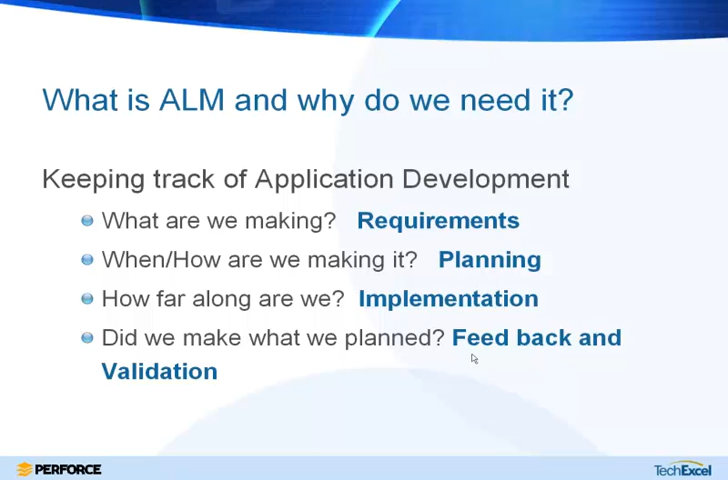 What is ALM and why do we need it?
Keeping track of Application Development
What are we making? Requirements
When/How are we making it? Planning
How far along are we? Implementation
Did we make what we planned? Feed back and
Validation
PERFORCE
TechExcel